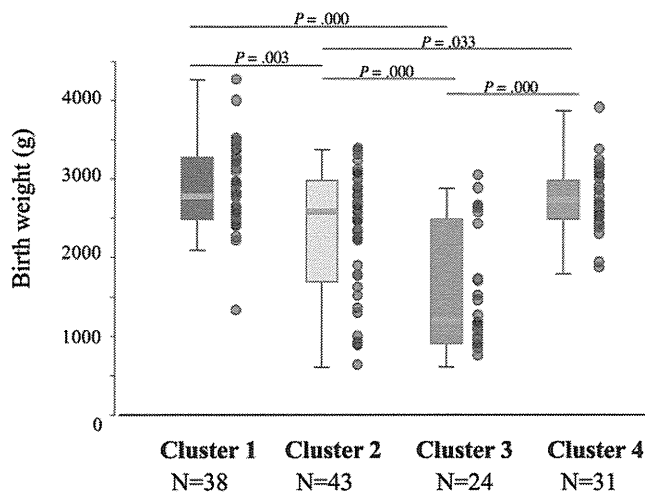 P = .000
P = .003
P = .033
P = .000
P = .000
Birth weight (g)
4000
3000
2000
1000
0
Cluster 1 Cluster 2 Cluster 3 Cluster 4
N=38 N=43 N=24 N=31